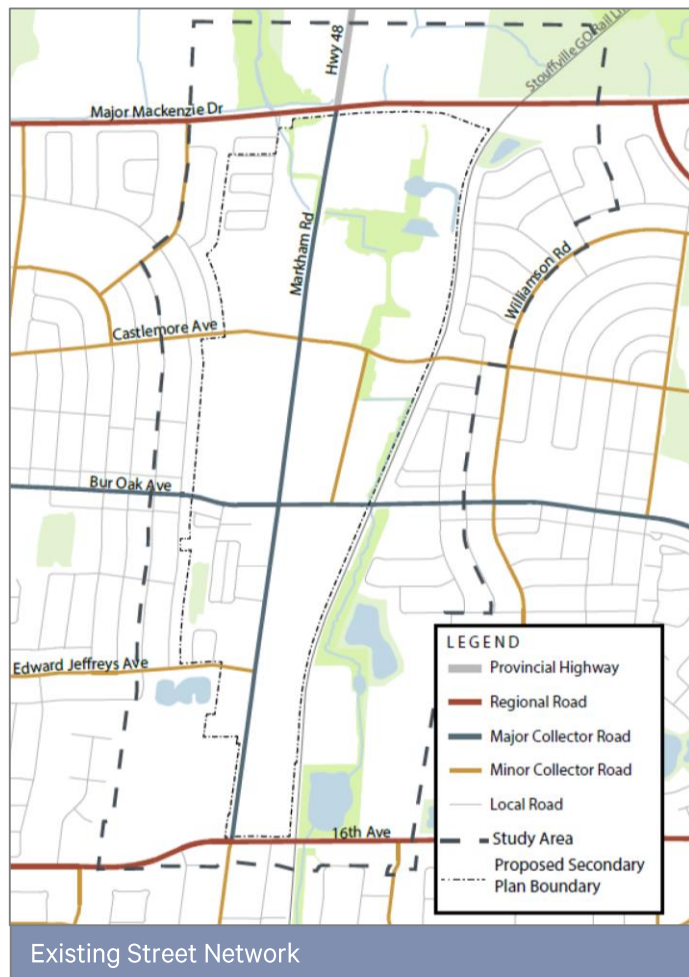 Hwy 48
Stouffville GO Rail Li
Major Mackenzie Dr
Markham Rd
Williamson Rd
Castlemore Ave
Bur Oak Ave
Edward Jeffreys Ave
16th Ave
LEGEND
Provincial Highway
Regional Road
Major Collector Road
Minor Collector Road
Local Road
Study Area
Proposed Secondary
Plan Boundary
Existing Street Network